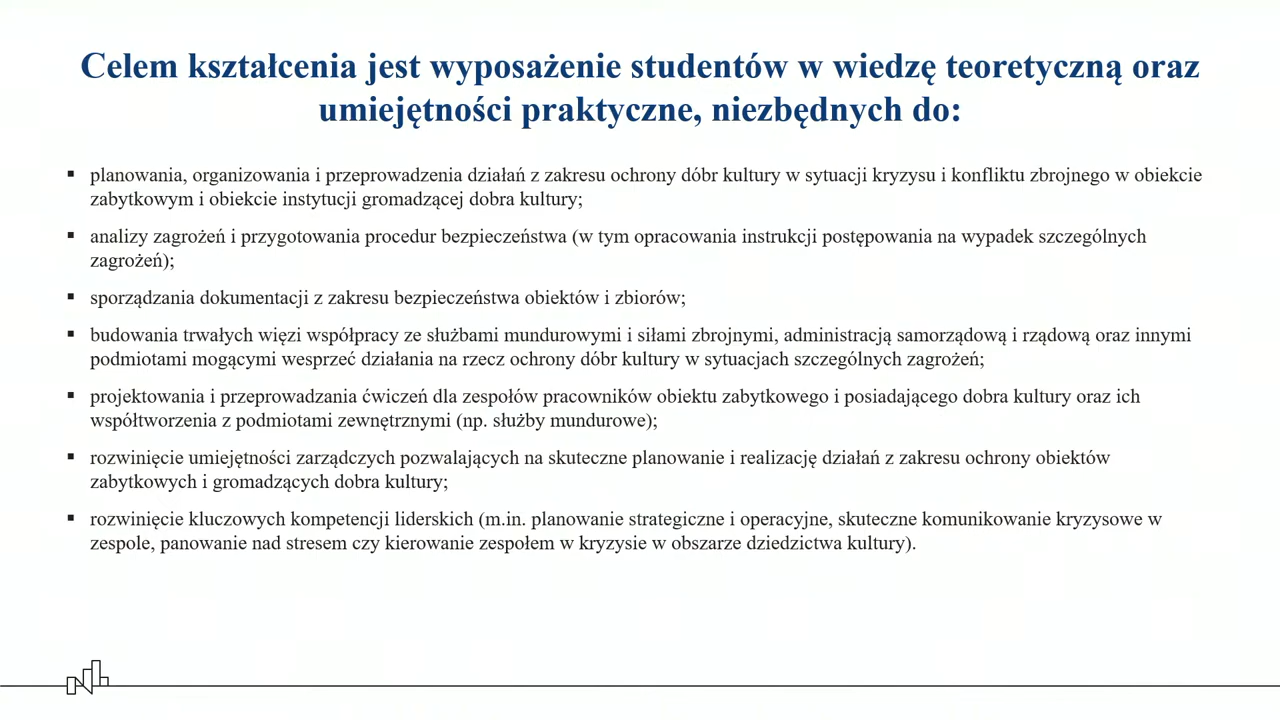 Celem kształcenia jest wyposażenie studentów w wiedzę teoretyczną oraz
umiejętności praktyczne, niezbędnych do:
▪ planowania, organizowania i przeprowadzenia działań z zakresu ochrony dóbr kultury w sytuacji kryzysu i konfliktu zbrojnego w obiekcie
zabytkowym i obiekcie instytucji gromadzącej dobra kultury;
▪ analizy zagrożeń i przygotowania procedur bezpieczeństwa (w tym opracowania instrukcji postępowania na wypadek szczególnych
zagrożeń);
▪ sporządzania dokumentacji z zakresu bezpieczeństwa obiektów i zbiorów;
▪ budowania trwałych więzi współpracy ze służbami mundurowymi i siłami zbrojnymi, administracją samorządową i rządową oraz innymi
podmiotami mogącymi wesprzeć działania na rzecz ochrony dóbr kultury w sytuacjach szczególnych zagrożeń;
▪ projektowania i przeprowadzania ćwiczeń dla zespołów pracowników obiektu zabytkowego i posiadającego dobra kultury oraz ich
współtworzenia z podmiotami zewnętrznymi (np. służby mundurowe);
▪ rozwinięcie umiejętności zarządczych pozwalających na skuteczne planowanie i realizację działań z zakresu ochrony obiektów
zabytkowych i gromadzących dobra kultury;
▪ rozwinięcie kluczowych kompetencji liderskich (m.in. planowanie strategiczne i operacyjne, skuteczne komunikowanie kryzysowe w
zespole, panowanie nad stresem czy kierowanie zespołem w kryzysie w obszarze dziedzictwa kultury).